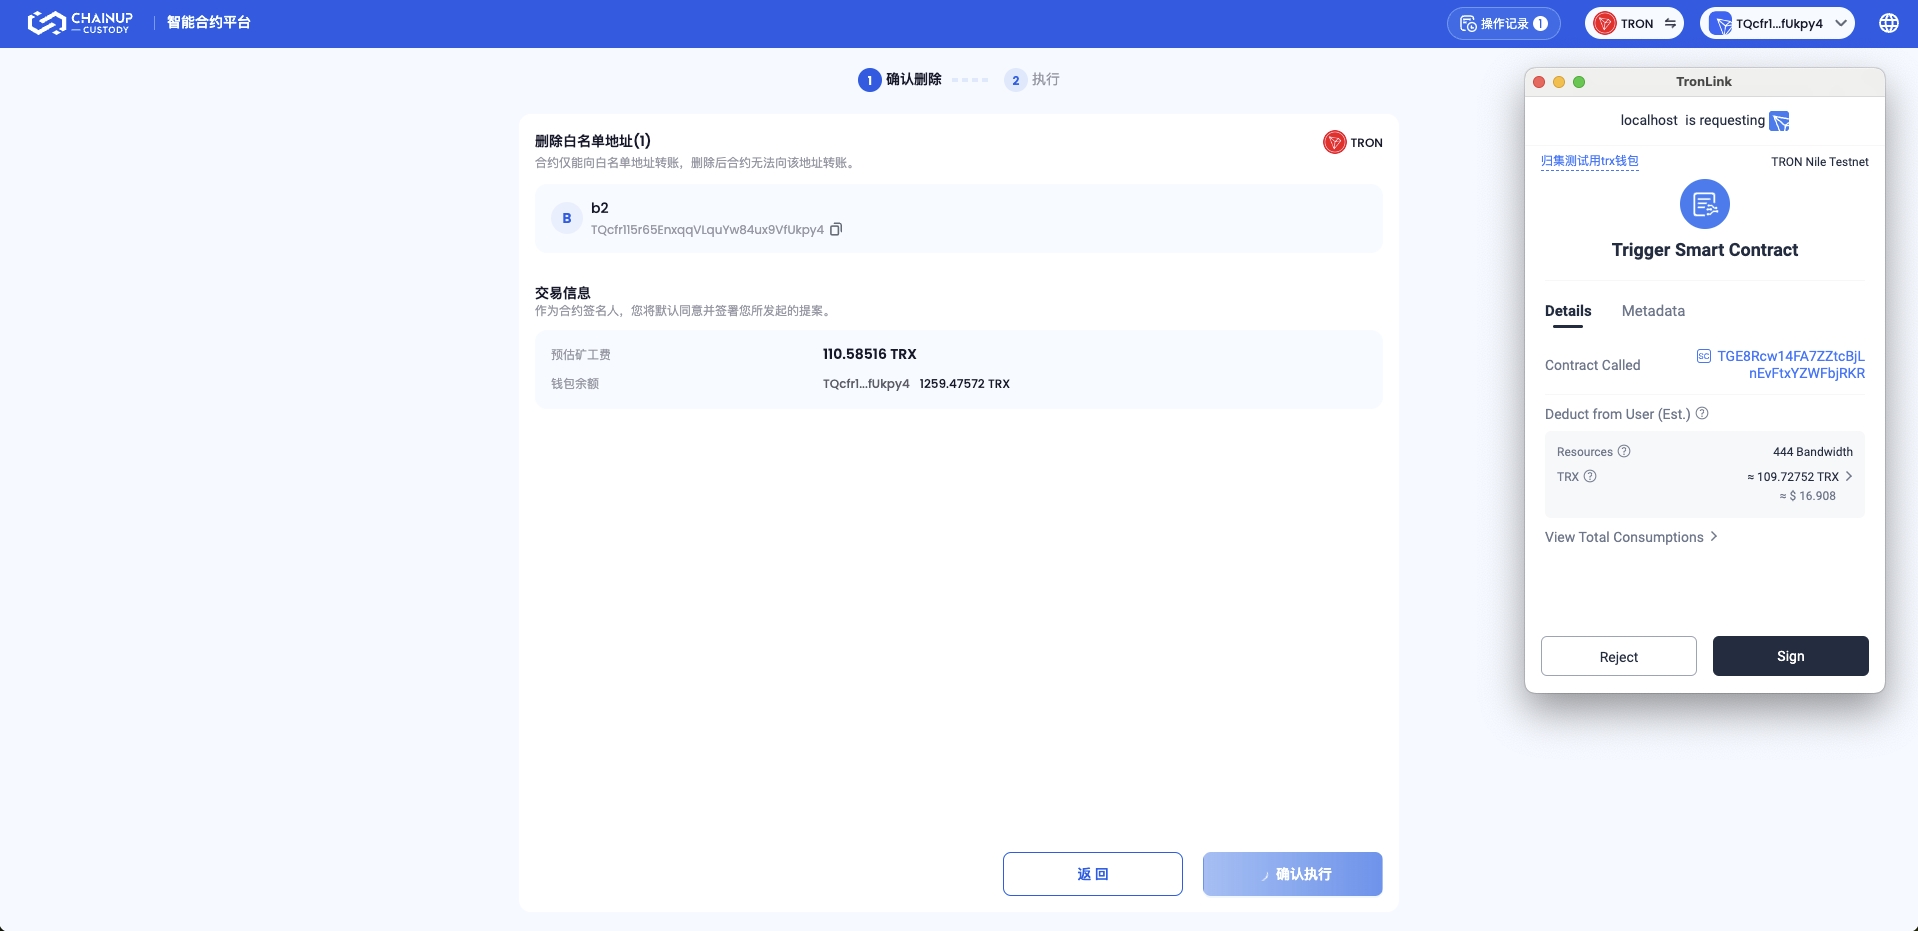 CHAINUP
CUSTODY
智能合约平台
操作记录 1
TRON
TQcfr1...fUkpy4
1 确认删除
2 执行
删除白名单地址(1)
TRON
合约仅能向白名单地址转账，删除后合约无法向该地址转账。
B
b2
TQcfr115r65EnxqqVLquYw84ux9VfUkpy4
交易信息
作为合约签名人，您将默认同意并签署您所发起的提案。
预估矿工费
110.58516 TRX
钱包余额
TQcfr1...fUkpy4 1259.47572 TRX
返 回
确认执行
TronLink
localhost is requesting
归集测试用trx钱包
TRON Nile Testnet
Trigger Smart Contract
Details
Metadata
Contract Called
SC TGE8Rcw14FA7ZZtcBjL
nEvFtxYZWFbjRKR
Deduct from User (Est.) ?
Resources ?
444 Bandwidth
TRX ?
≈ 109.72752 TRX
≈ $ 16.908
View Total Consumptions
Reject
Sign